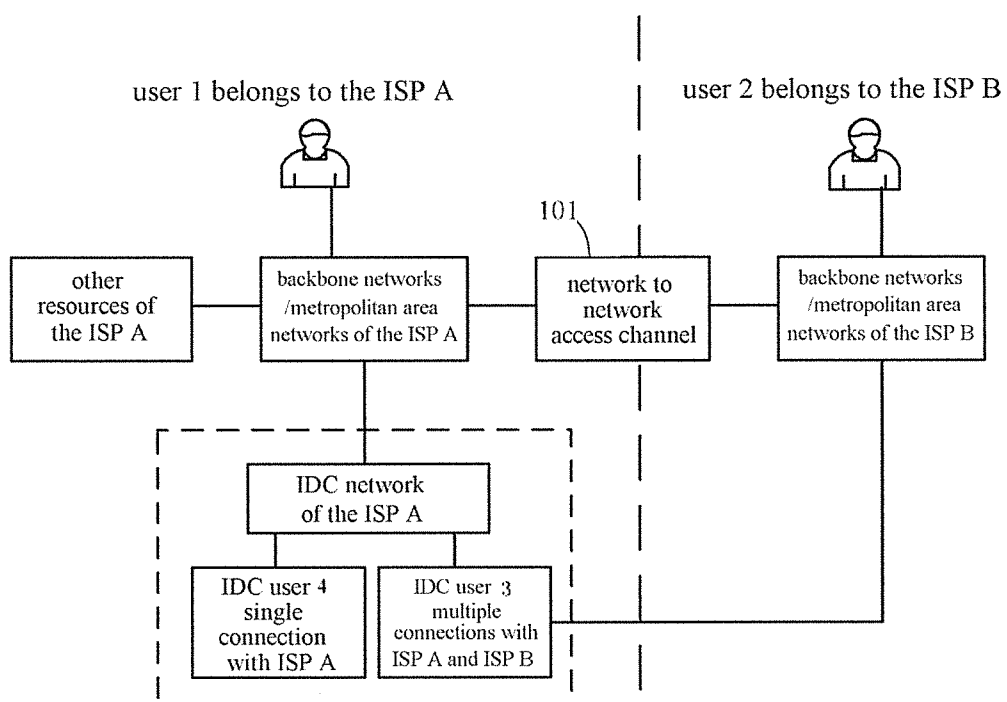 user 1 belongs to the ISP A
user 2 belongs to the ISP B
101
other
resources of
the ISP A
backbone networks
/metropolitan area
networks of the ISP A
network to
network
access channel
backbone networks
/metropolitan area
networks of the ISP B
IDC network
of the ISP A
IDC user 4
single
connection
with ISP A
IDC user 3
multiple
connections with
ISP A and ISP B